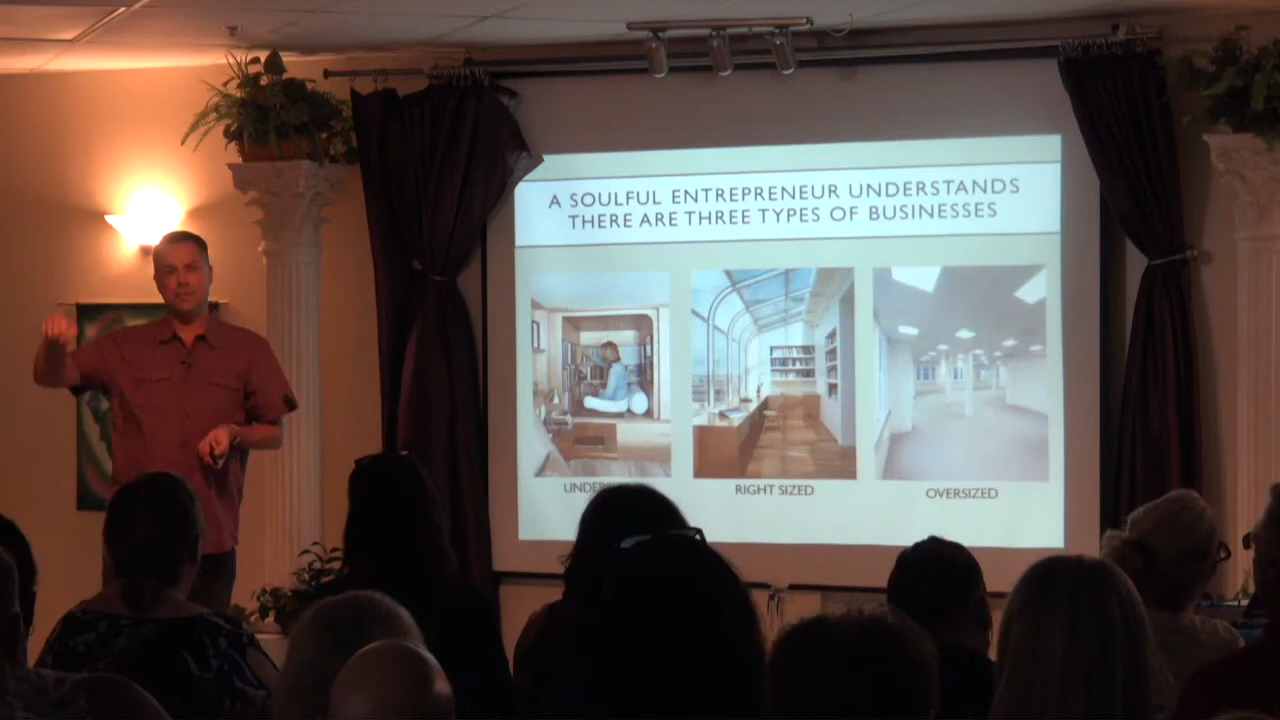 A SOULFUL ENTREPRENEUR UNDERSTANDS
THERE ARE THREE TYPES OF BUSINESSES
RIGHT SIZED
OVERSIZED